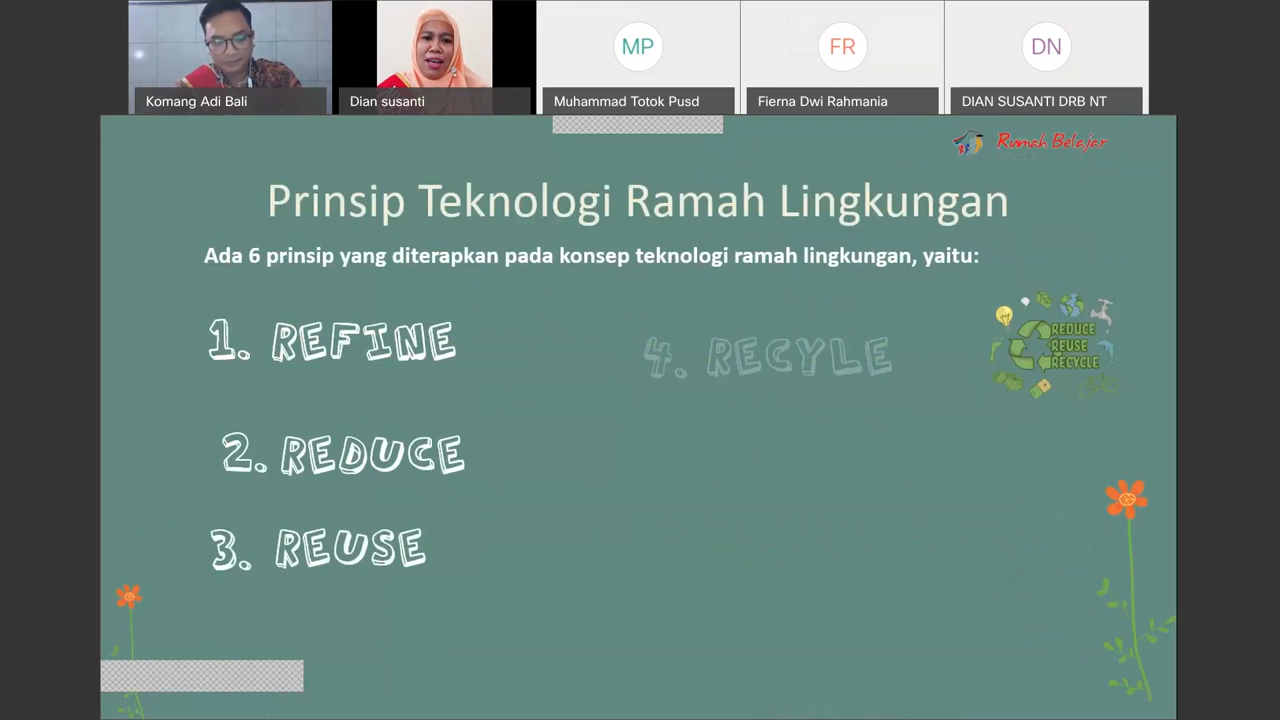 Komang Adi Bali
Dian susanti
MP
Muhammad Totok Pusd
FR
Fierna Dwi Rahmania
DN
DIAN SUSANTI DRB NT
Rumah Belajar
Prinsip Teknologi Ramah Lingkungan
Ada 6 prinsip yang diterapkan pada konsep teknologi ramah lingkungan, yaitu:
1. REFINE
2. REDUCE
3. REUSE
4. RECYLE
REDUCE
REUSE
RECYCLE